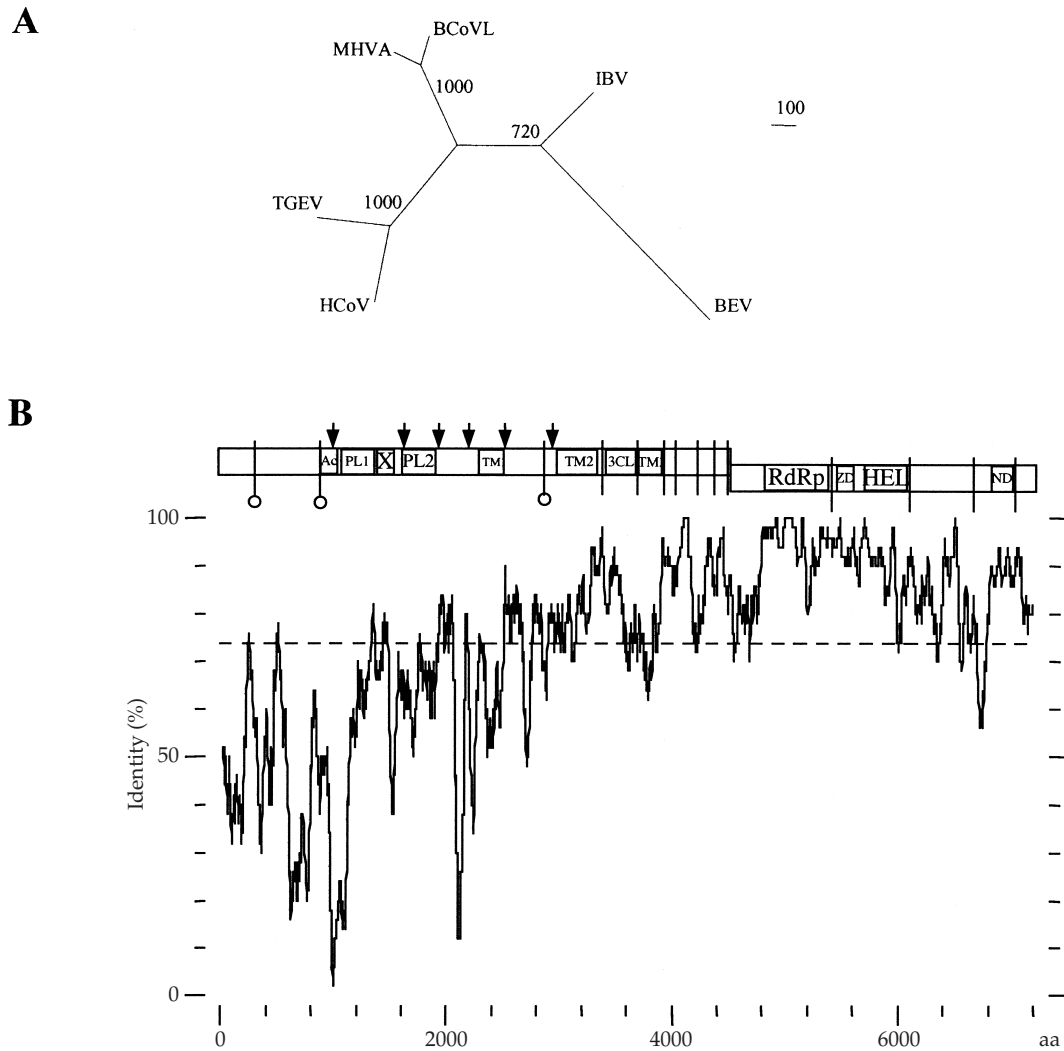 A
BCoVL
MHVA
1000
IBV
100
720
TGEV
1000
HCoV
BEV
B
Ac PL1 X PL2 TM TM2 3CL TM3
RdRp ZD HEL ND
100
50
0
Identity (%)
0 2000 4000 6000 aa